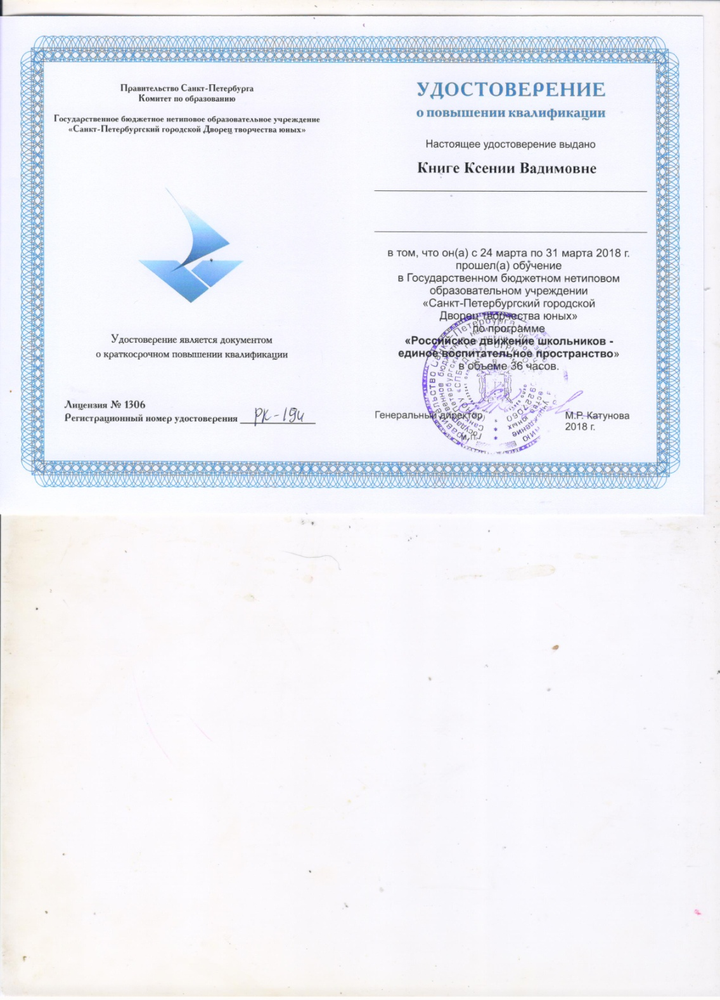 Правительство Санкт-Петербурга
Комитет по образованию
Государственное бюджетное нетиповое образовательное учреждение
«Санкт-Петербургский городской Дворец творчества юных»
Удостоверение является документом
о краткосрочном повышении квалификации
Лицензия № 1306
Регистрационный номер удостоверения РК-194
УДОСТОВЕРЕНИЕ
о повышении квалификации
Настоящее удостоверение выдано
Книге Ксении Вадимовне
в том, что он(а) с 24 марта по 31 марта 2018 г.
прошел(а) обучение
в Государственном бюджетном нетиповом
образовательном учреждении
«Санкт-Петербургский городской
Дворец творчества юных»
по программе
«Российское движение школьников -
единое воспитательное пространство»
в объеме 36 часов.
Генеральный директор
М.Р. Катунова
М.П.
2018 г.